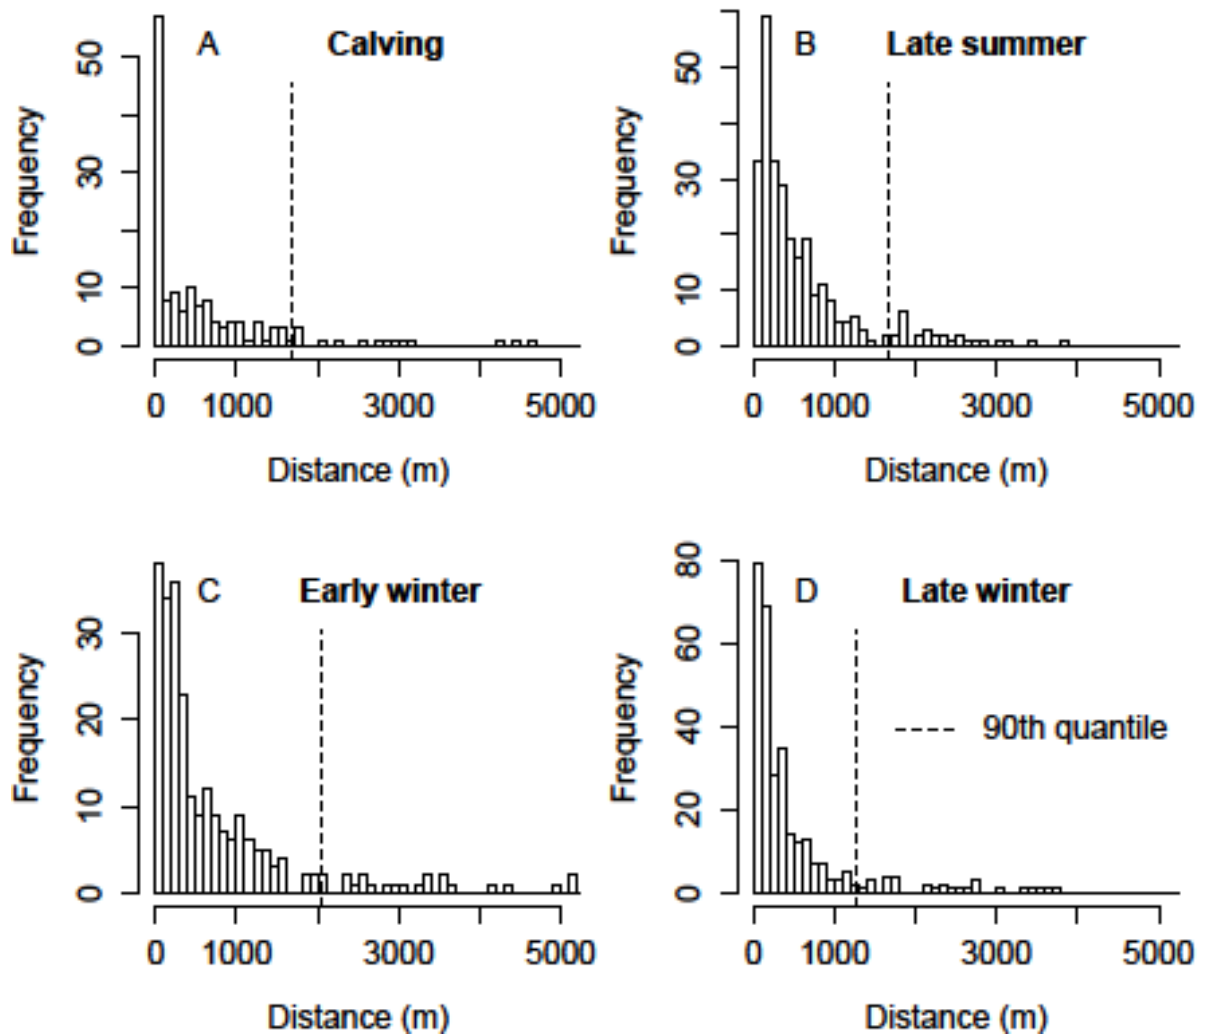 A Calving
Frequency
50
30
10
0
0 1000 3000 5000
Distance (m)
B Late summer
Frequency
50
30
10
0
0 1000 3000 5000
Distance (m)
C Early winter
Frequency
30
20
10
0
0 1000 3000 5000
Distance (m)
D Late winter
Frequency
80
60
40
20
0
90th quantile
0 1000 3000 5000
Distance (m)